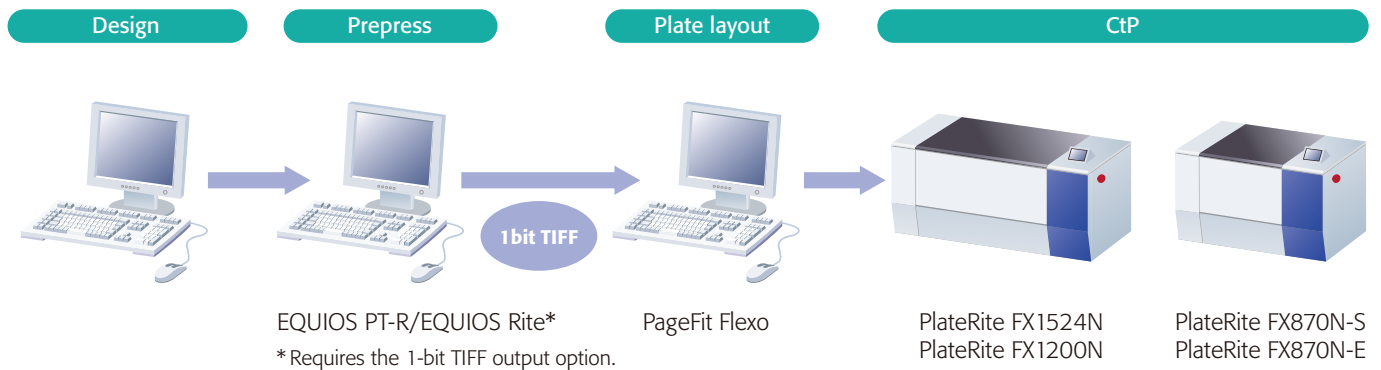 Design
Prepress
Plate layout
CtP
1bit TIFF
EQUIOS PT-R/EQUIOS Rite*
* Requires the 1-bit TIFF output option.
PageFit Flexo
PlateRite FX1524N
PlateRite FX1200N
PlateRite FX870N-S
PlateRite FX870N-E